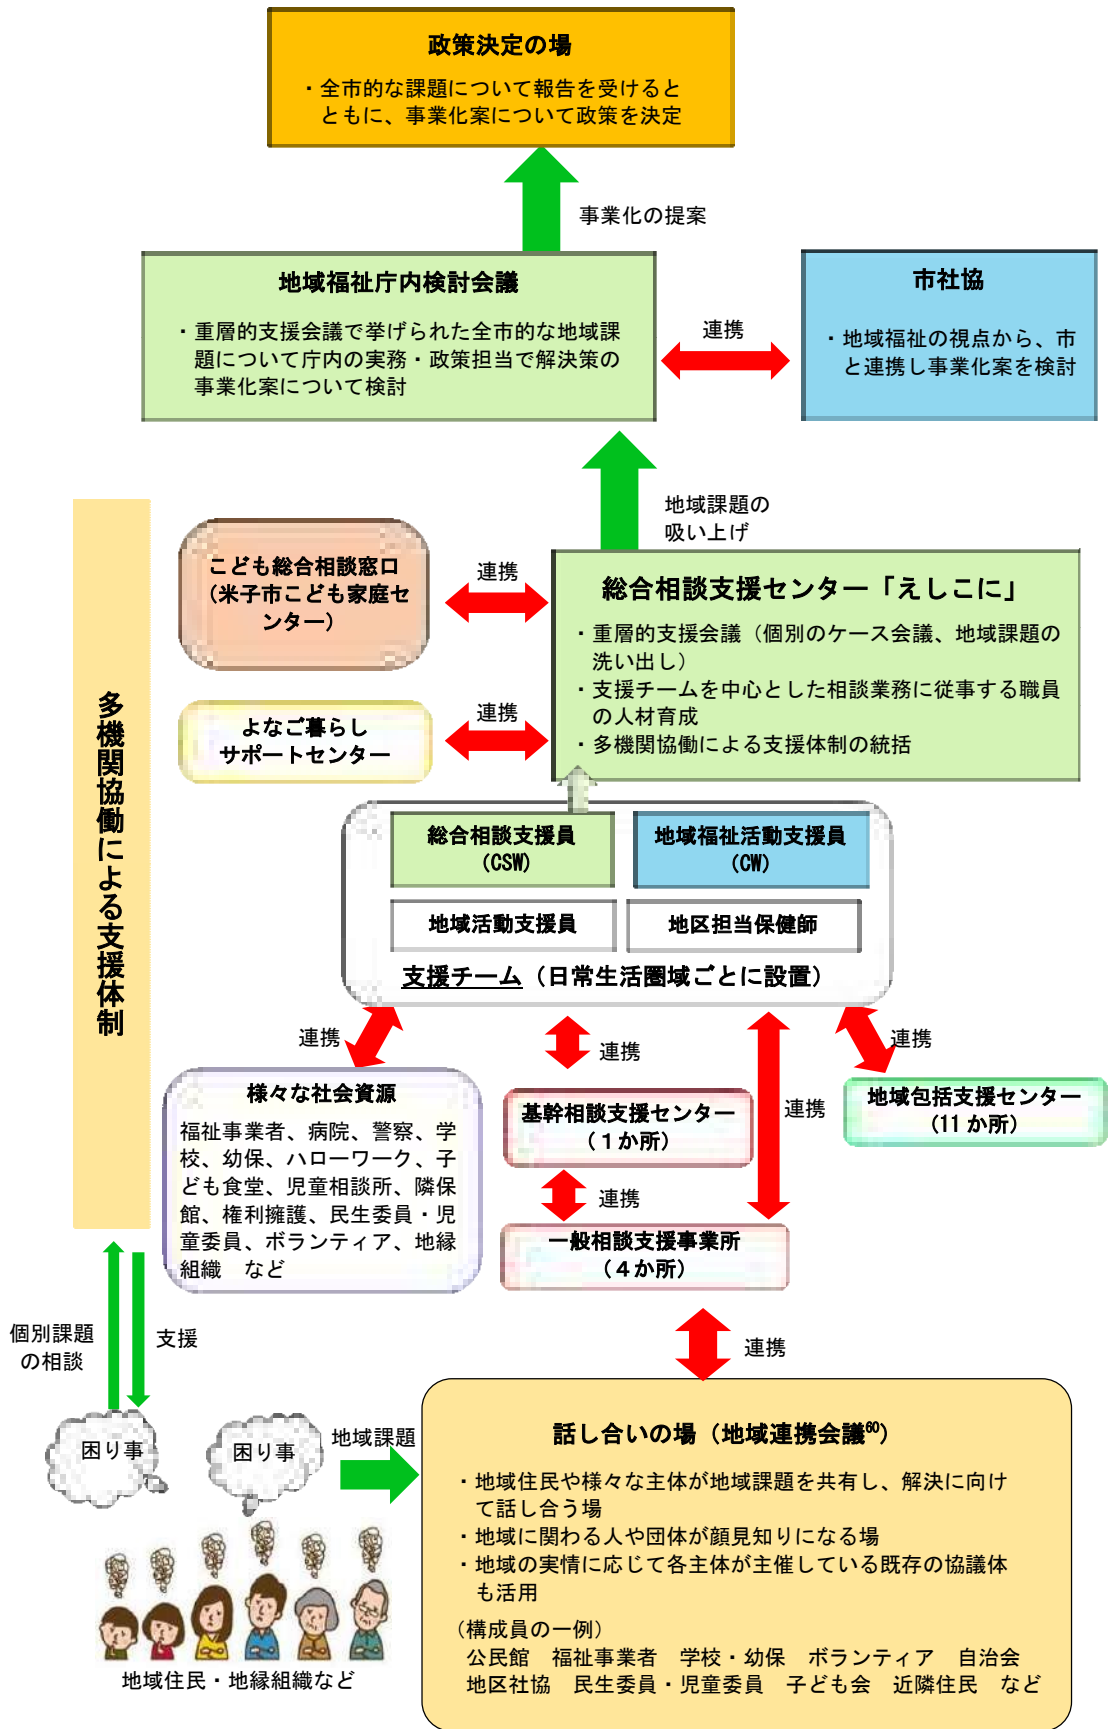 政策決定の場
・全市的な課題について報告を受けると
ともに、事業化案について政策を決定
事業化の提案
地域福祉庁内検討会議
・重層的支援会議で挙げられた全市的な地域課
題について庁内の実務・政策担当で解決策の
事業化案について検討
連携
市社協
・地域福祉の視点から、市
と連携し事業化案を検討
地域課題の
吸い上げ
こども総合相談窓口
（米子市こども家庭セ
ンター）
連携
総合相談支援センター「えしこに」
・重層的支援会議（個別のケース会議、地域課題の
洗い出し）
・支援チームを中心とした相談業務に従事する職員
の人材育成
・多機関協働による支援体制の統括
よなご暮らし
サポートセンター
連携
多機関協働による支援体制
総合相談支援員
（CSW）
地域福祉活動支援員
（CW）
地域活動支援員
地区担当保健師
支援チーム（日常生活圏域ごとに設置）
連携
連携
連携
連携
様々な社会資源
福祉事業者、病院、警察、学
校、幼保、ハローワーク、子
ども食堂、児童相談所、隣保
館、権利擁護、民生委員・児
童委員、ボランティア、地縁
組織　など
基幹相談支援センター
（１か所）
地域包括支援センター
（11 か所）
連携
一般相談支援事業所
（４か所）
個別課題
の相談
支援
連携
困り事
困り事
地域課題
話し合いの場（地域連携会議60）
・地域住民や様々な主体が地域課題を共有し、解決に向け
て話し合う場
・地域に関わる人や団体が顔見知りになる場
・地域の実情に応じて各主体が主催している既存の協議体
も活用
（構成員の一例）
公民館　福祉事業者　学校・幼保　ボランティア　自治会
地区社協　民生委員・児童委員　子ども会　近隣住民　など
地域住民・地縁組織など